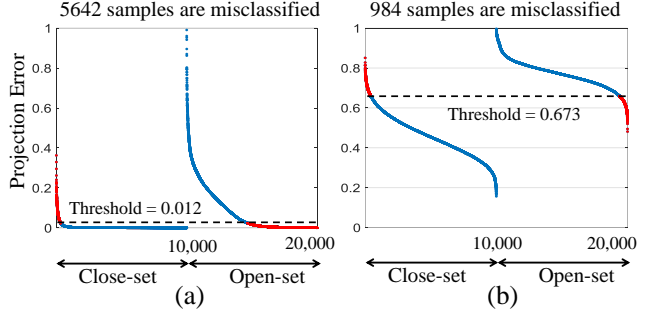 5642 samples are misclassified
984 samples are misclassified
Projection Error
1
0.8
0.6
0.4
0.2
0
Threshold = 0.012
10,000
20,000
Close-set
Open-set
(a)
1
0.8
0.6
0.4
0.2
0
Threshold = 0.673
10,000
20,000
Close-set
Open-set
(b)